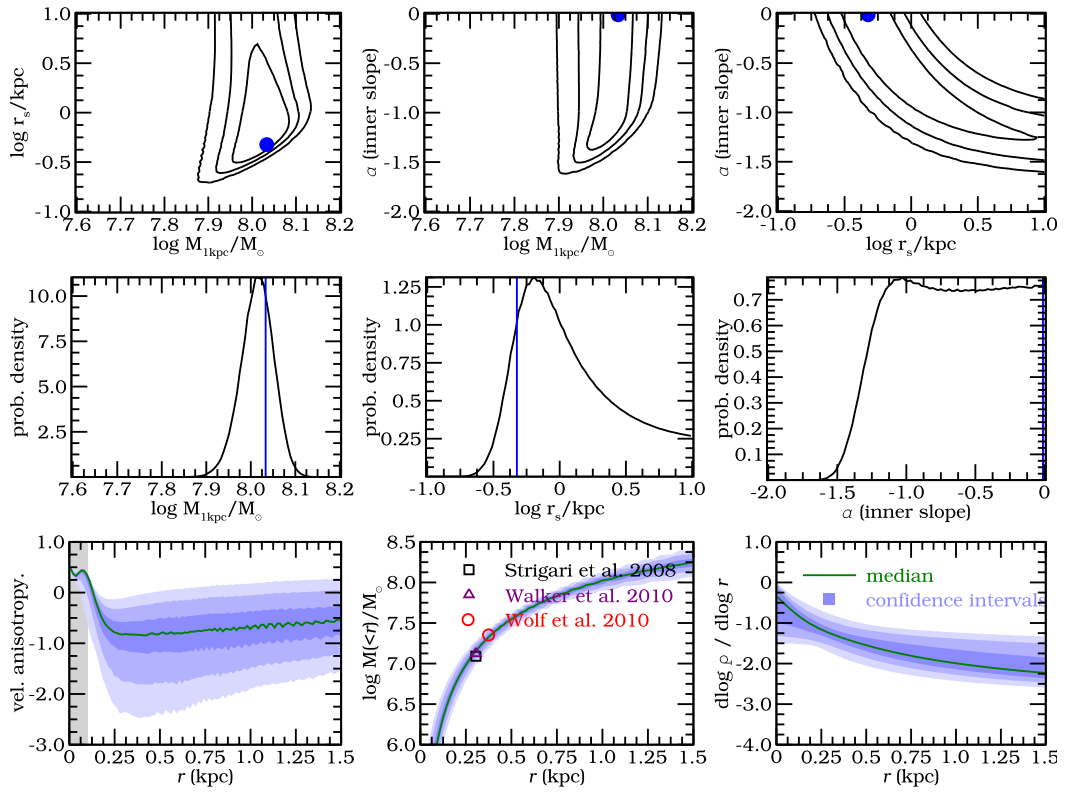 1.0
0.5
0
-0.5
-1.0
log r_s/kpc
7.6 7.7 7.8 7.9 8.0 8.1 8.2
log M_1kpc/M_☉
0
-0.5
-1.0
-1.5
-2.0
α (inner slope)
7.6 7.7 7.8 7.9 8.0 8.1 8.2
log M_1kpc/M_☉
0
-0.5
-1.0
-1.5
-2.0
α (inner slope)
-1.0 -0.5 0 0.5 1.0
log r_s/kpc
10.0
7.5
5.0
2.5
prob. density
7.6 7.7 7.8 7.9 8.0 8.1 8.2
log M_1kpc/M_☉
1.25
1.0
0.75
0.5
0.25
prob. density
-1.0 -0.5 0 0.5 1.0
log r_s/kpc
0.7
0.6
0.5
0.4
0.3
0.2
0.1
prob. density
-2.0 -1.5 -1.0 -0.5 0
α (inner slope)
1.0
0
-1.0
-2.0
-3.0
vel. anisotropy.
0 0.25 0.5 0.75 1.0 1.25 1.5
r (kpc)
8.5
8.0
7.5
7.0
6.5
6.0
log M(<r)/M_☉
Strigari et al. 2008
Walker et al. 2010
Wolf et al. 2010
0 0.25 0.5 0.75 1.0 1.25 1.5
r (kpc)
1.0
0
-1.0
-2.0
-3.0
-4.0
dlog ρ / dlog r
median
confidence intervals
0 0.25 0.5 0.75 1.0 1.25 1.5
r (kpc)